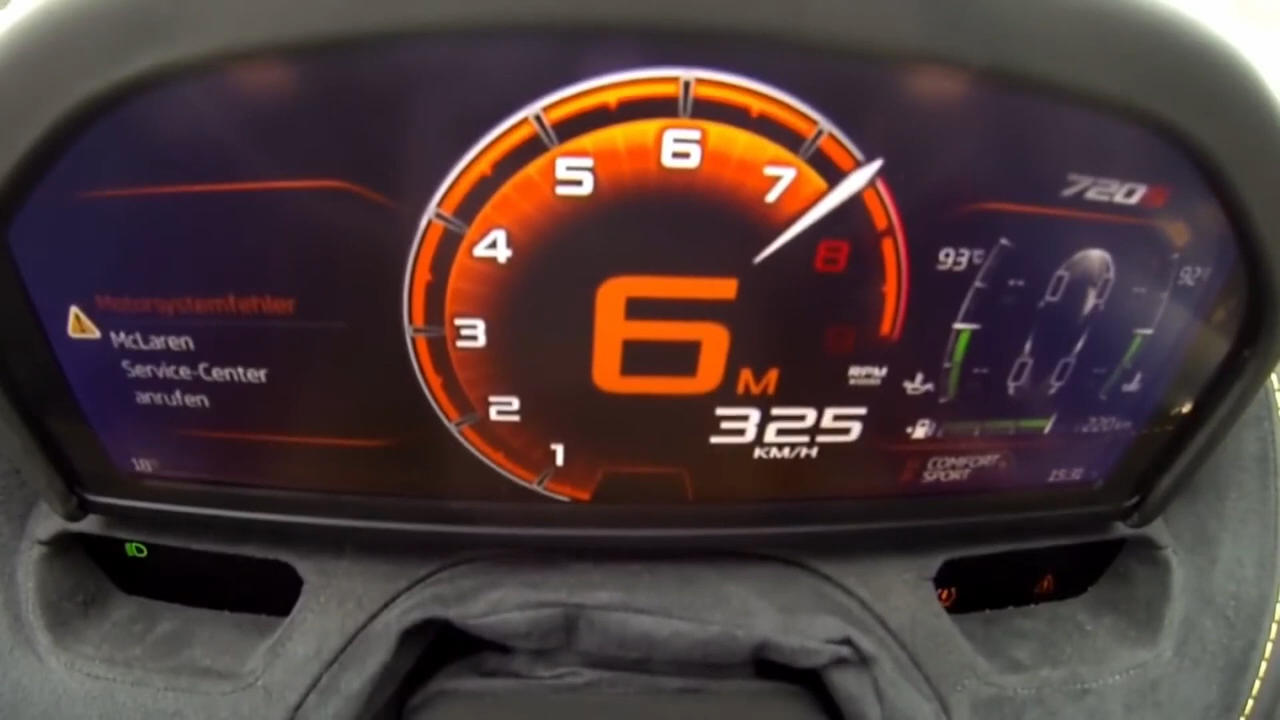 Motorsystemfehler
McLaren
Service-Center
anrufen
18°
1
2
3
4
5
6
7
8
RPM
6
M
325
KM/H
720S
93°C
92°
COMFORT
SPORT